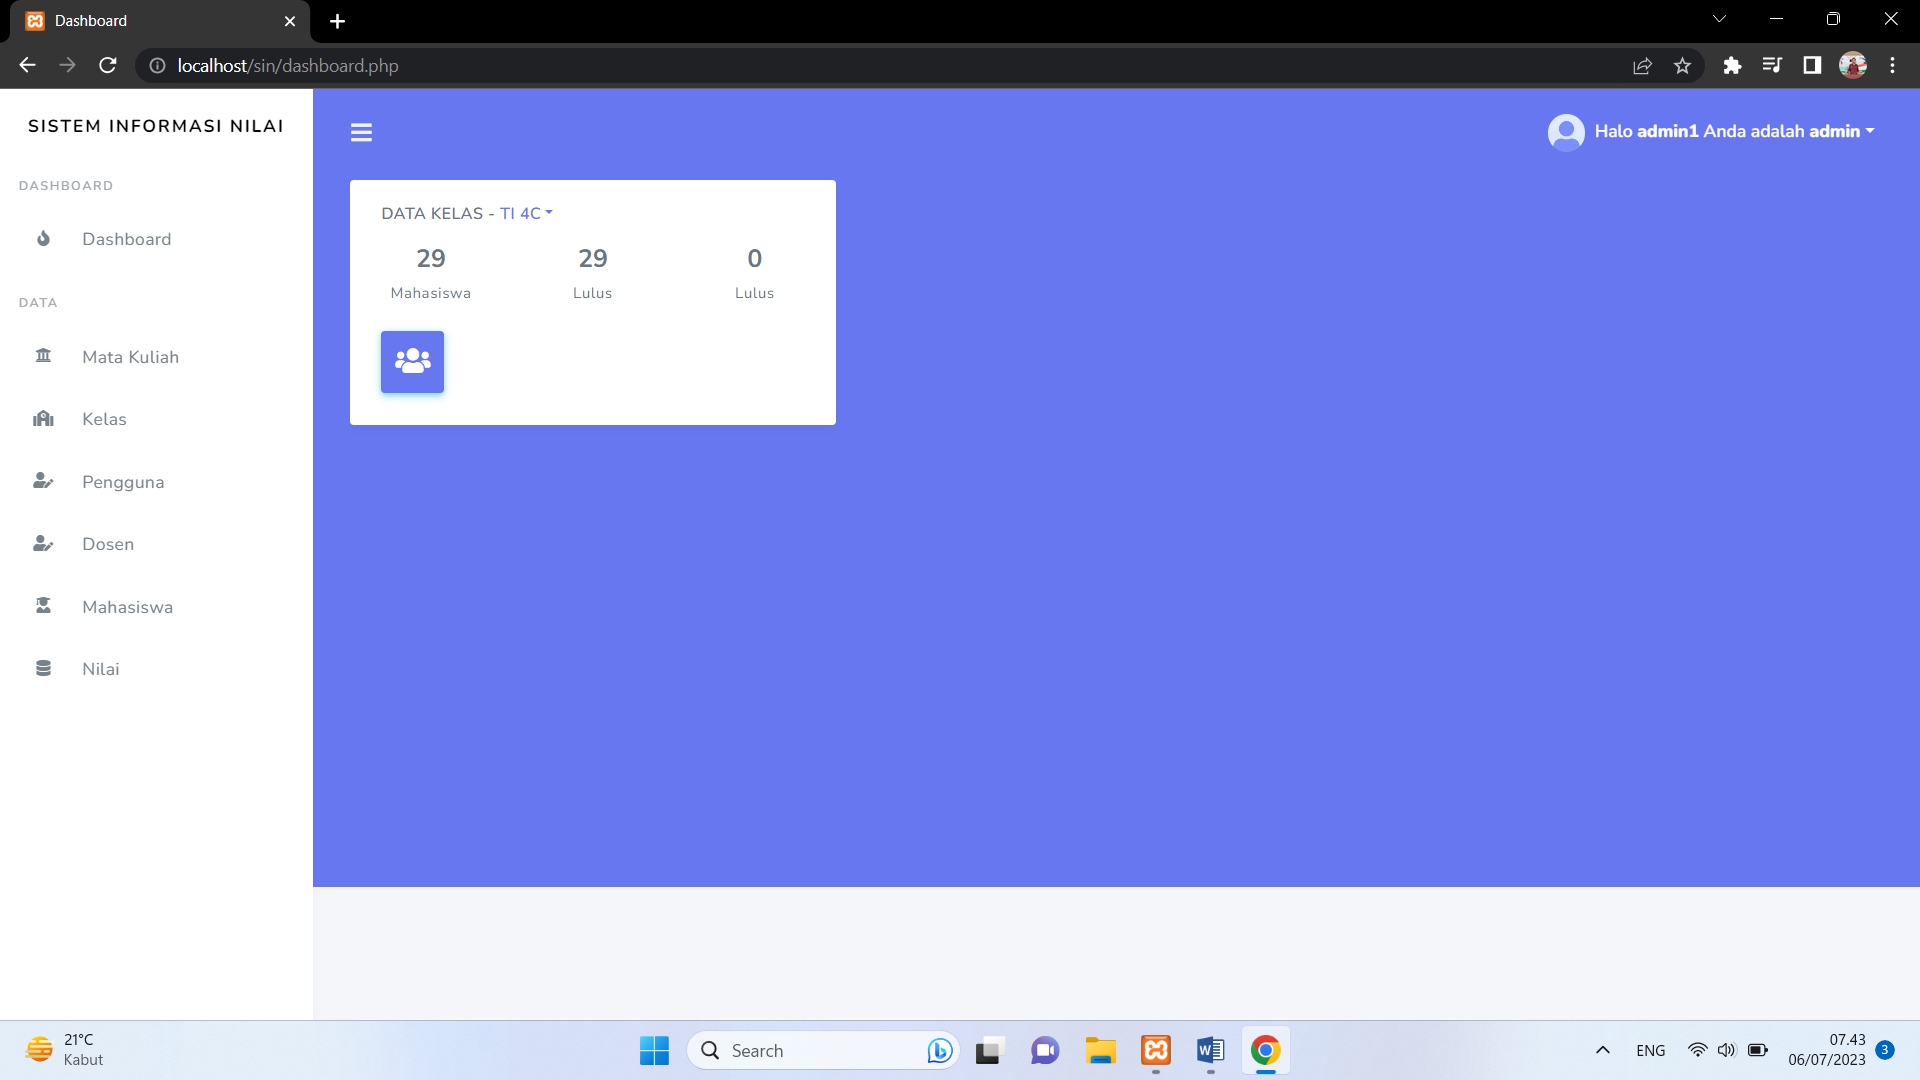 Dashboard
localhost/sin/dashboard.php
SISTEM INFORMASI NILAI
Halo admin1 Anda adalah admin
DASHBOARD
Dashboard
DATA
Mata Kuliah
Kelas
Pengguna
Dosen
Mahasiswa
Nilai
DATA KELAS - TI 4C
29 29 0
Mahasiswa Lulus Lulus
21°C
Kabut
Search
ENG
07.43
06/07/2023
3